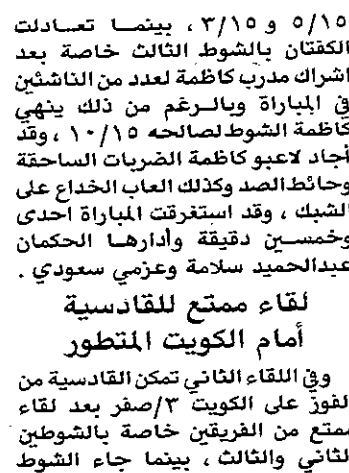 ٥/١٥ و ٣/١٥ ، بينما تعادلت
الكفتان بالشوط الثالث خاصة بعد
اشراك مدرب كاظمة لعدد من الناشئين
في المباراة وبالرغم من ذلك ينهي
كاظمة الشوط لصالحه ١٠/١٥ ، وقد
أجاد لاعبو كاظمة الضربات الساحقة
وحائط الصد وكذلك العاب الخداع على
الشبك ، وقد استغرقت المباراة احدى
وخمسين دقيقة وأدارها الحكمان
عبدالحميد سلامة وعزمي سعودي .
لقاء ممتع للقادسية
أمام الكويت المتطور
وفي اللقاء الثاني تمكن القادسية من
الفوز على الكويت ٣/صفر بعد لقاء
ممتع من الفريقين خاصة بالشوطين
الثاني والثالث ، بينما جاء الشوط